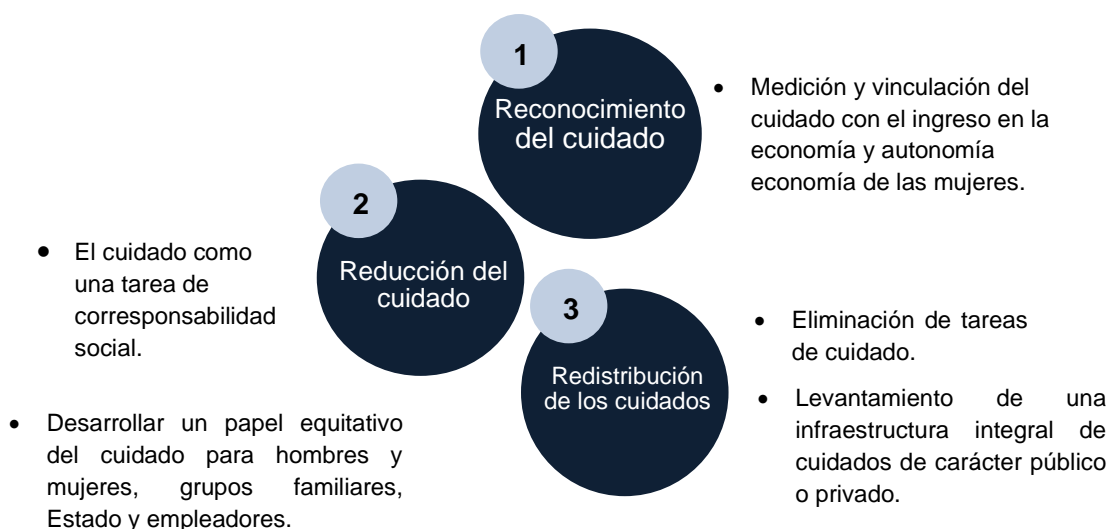 1
Reconocimiento
del cuidado
• Medición y vinculación del
cuidado con el ingreso en la
economía y autonomía
economía de las mujeres.
2
Reducción del
cuidado
• El cuidado como
una tarea de
corresponsabilidad
social.
• Desarrollar un papel equitativo
del cuidado para hombres y
mujeres, grupos familiares,
Estado y empleadores.
3
Redistribución
de los cuidados
• Eliminación de tareas
de cuidado.
• Levantamiento de una
infraestructura integral de
cuidados de carácter público
o privado.